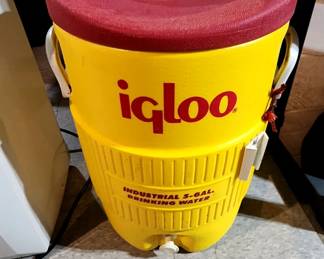 igloo
INDUSTRIAL 5-GAL.
DRINKING WATER